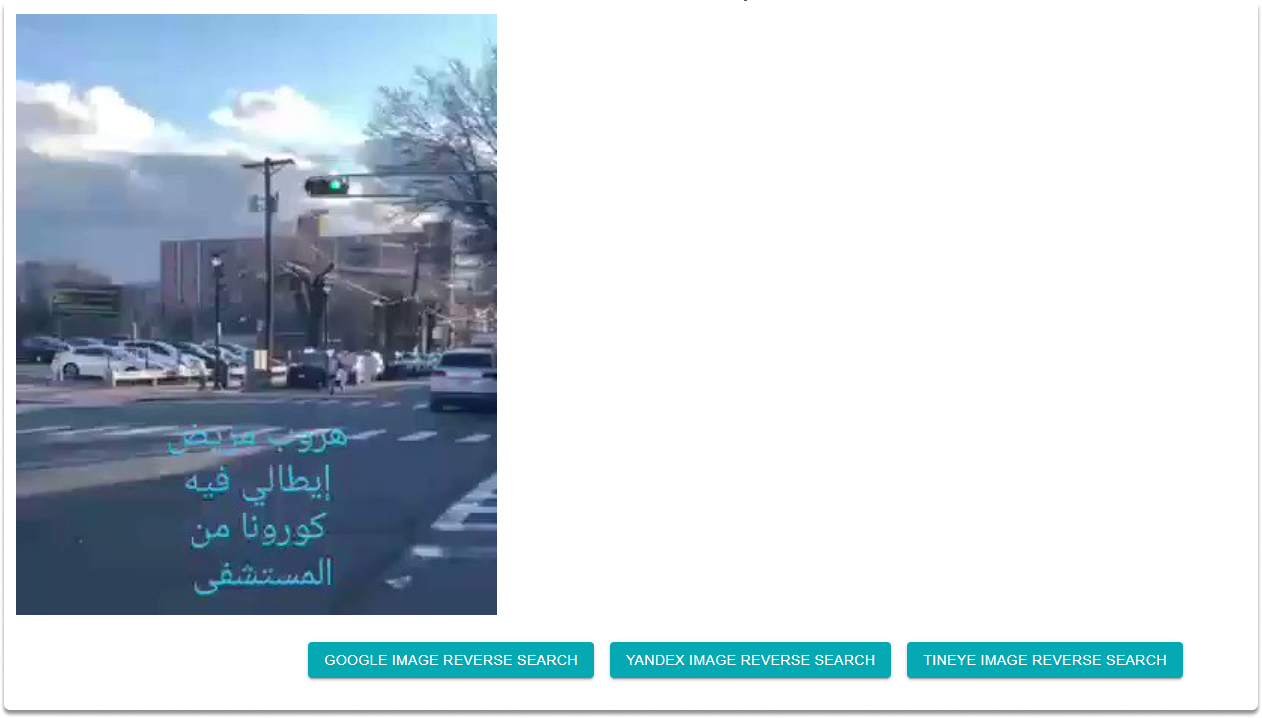 هروب مريض
إيطالي فيه
كورونا من
المستشفى
GOOGLE IMAGE REVERSE SEARCH
YANDEX IMAGE REVERSE SEARCH
TINEYE IMAGE REVERSE SEARCH